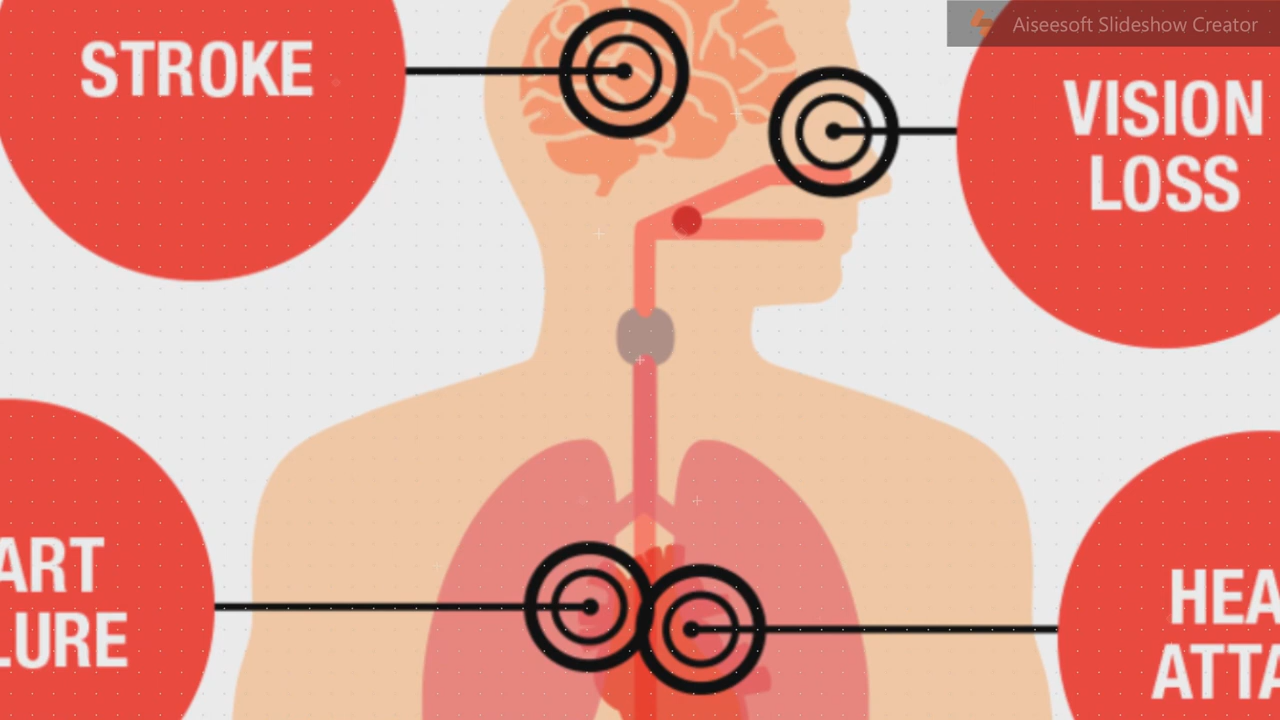 Aiseesoft Slideshow Creator
STROKE
VISION
LOSS
ART
LURE
HEA
ATTA